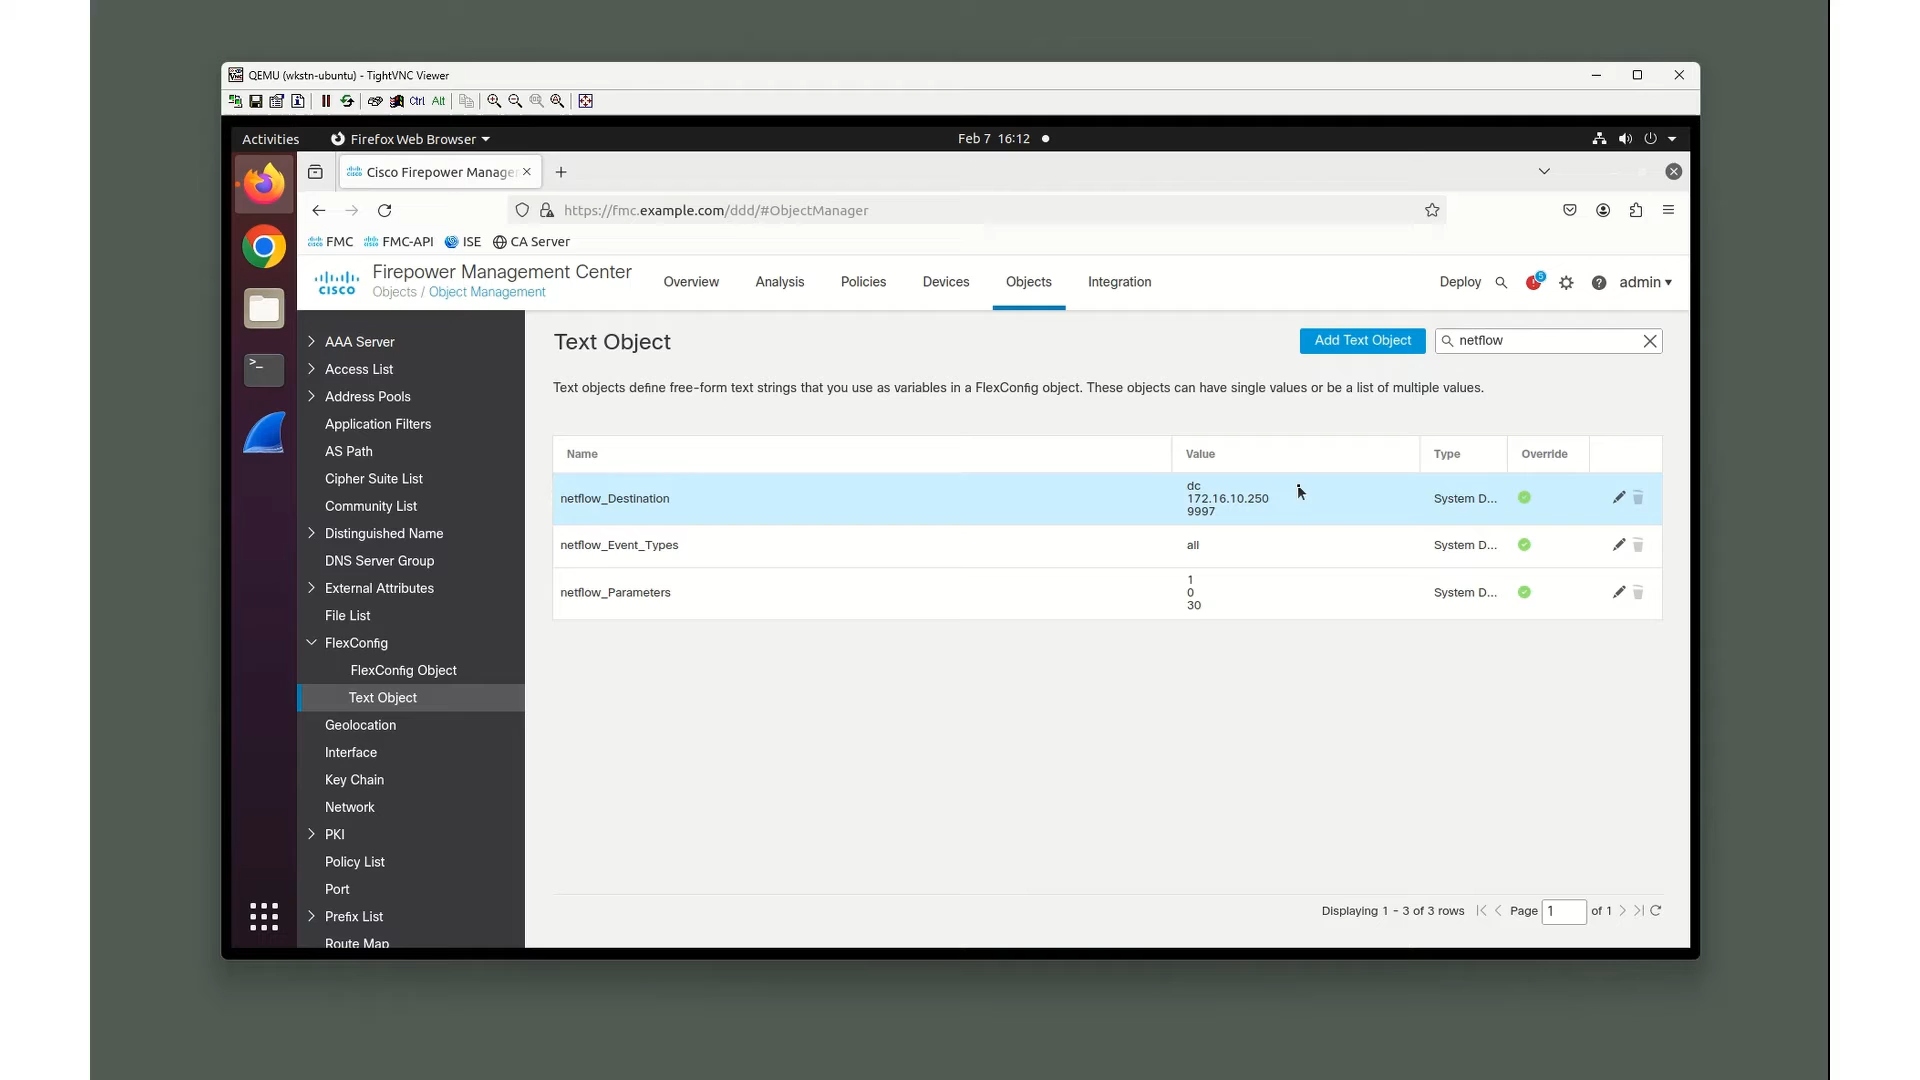 QEMU (wkstn-ubuntu) - TightVNC Viewer
Ctrl Alt
Activities Firefox Web Browser Feb 7 16:12
Cisco Firepower Manage
https://fmc.example.com/ddd/#ObjectManager
FMC FMC-API ISE CA Server
CISCO
Firepower Management Center
Objects / Object Management
Overview Analysis Policies Devices Objects Integration
Deploy 5 admin
AAA Server
Access List
Address Pools
Application Filters
AS Path
Cipher Suite List
Community List
Distinguished Name
DNS Server Group
External Attributes
File List
FlexConfig
FlexConfig Object
Text Object
Geolocation
Interface
Key Chain
Network
PKI
Policy List
Port
Prefix List
Route Map
Text Object
Add Text Object
netflow
Text objects define free-form text strings that you use as variables in a FlexConfig object. These objects can have single values or be a list of multiple values.
Name Value Type Override
netflow_Destination
dc
172.16.10.250
9997
System D...
netflow_Event_Types all System D...
netflow_Parameters
1
0
30
System D...
Displaying 1 - 3 of 3 rows Page 1 of 1